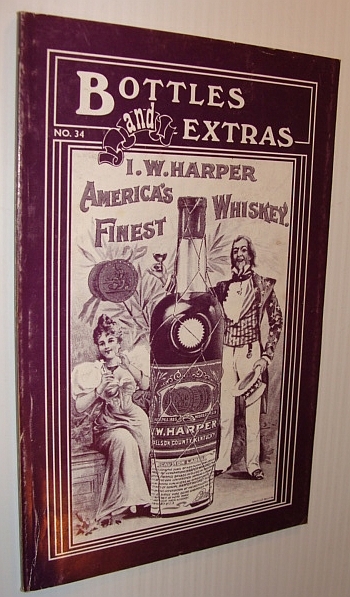 BOTTLES
and
EXTRAS
NO. 34
I.W. HARPER
AMERICA'S
FINEST
WHISKEY.
I.W. HARPER
NELSON COUNTY, KENTUCKY